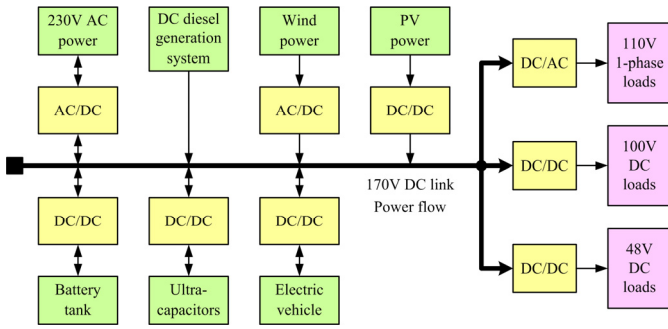 230V AC
power
DC diesel
generation
system
Wind
power
PV
power
AC/DC
AC/DC
DC/DC
DC/AC
110V
1-phase
loads
170V DC link
Power flow
DC/DC
100V
DC
loads
DC/DC
DC/DC
DC/DC
DC/DC
48V
DC
loads
Battery
tank
Ultra-
capacitors
Electric
vehicle